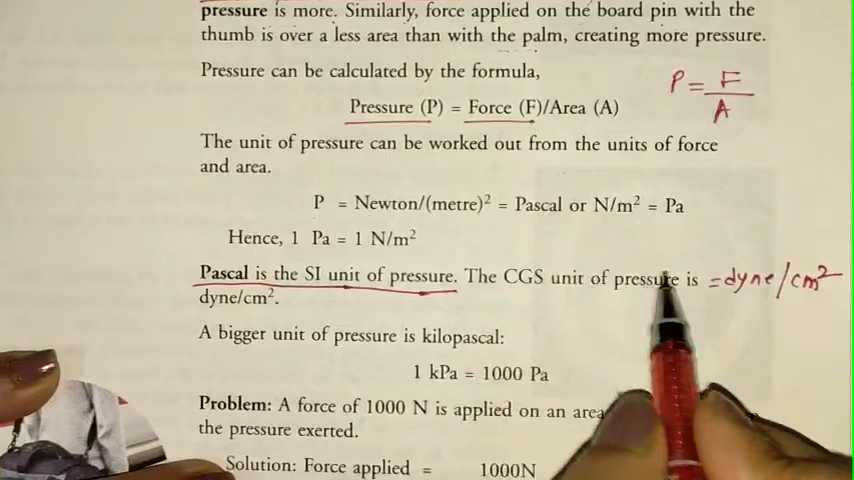 pressure is more. Similarly, force applied on the board pin with the
thumb is over a less area than with the palm, creating more pressure.
Pressure can be calculated by the formula,
P = F/A
Pressure (P) = Force (F)/Area (A)
The unit of pressure can be worked out from the units of force
and area.
P = Newton/(metre)² = Pascal or N/m² = Pa
Hence, 1 Pa = 1 N/m²
Pascal is the SI unit of pressure. The CGS unit of pressure is = dyne/cm²
dyne/cm².
A bigger unit of pressure is kilopascal:
1 kPa = 1000 Pa
Problem: A force of 1000 N is applied on an area
the pressure exerted.
Solution: Force applied = 1000N